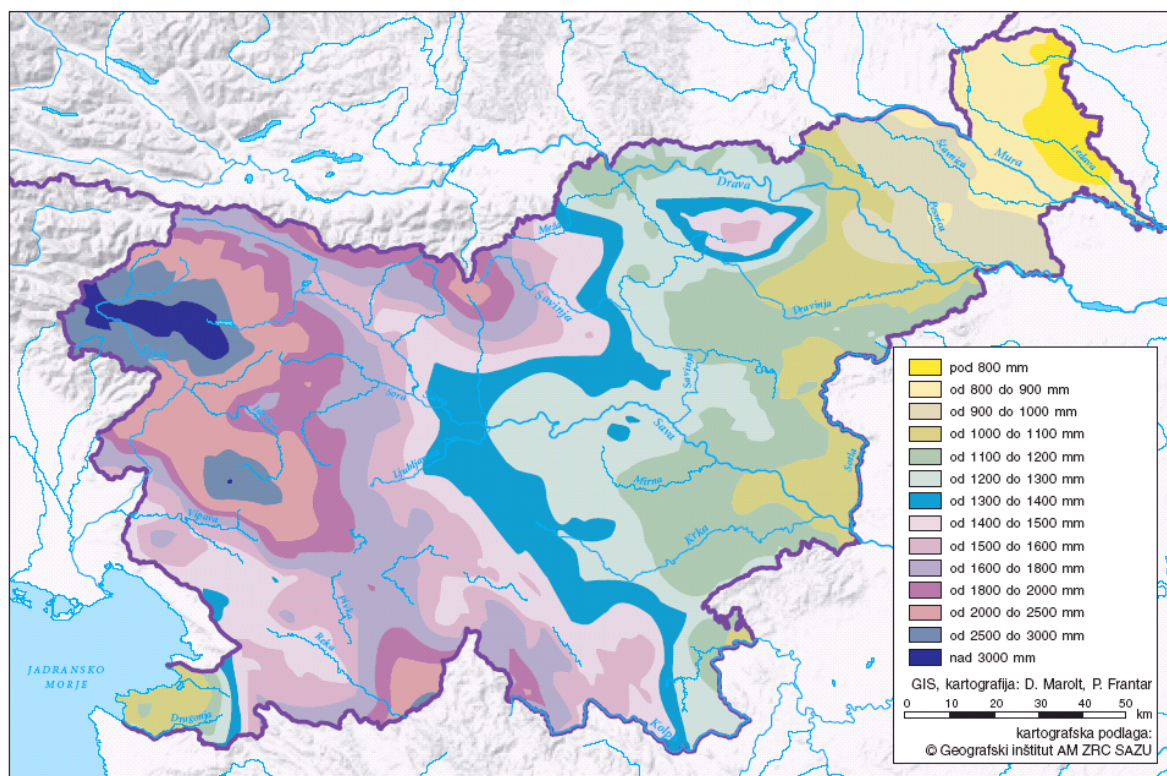 Ščavnica
Mura
Ledava
Drava
Pesnica
Meža
Savinja
Dravinja
Savinja
Sora
Sava
Ljubljanica
Mirna
Sotla
Vipava
Krka
Pivka
Reka
JADRANSKO
MORJE
Dragonja
Kolpa
pod 800 mm
od 800 do 900 mm
od 900 do 1000 mm
od 1000 do 1100 mm
od 1100 do 1200 mm
od 1200 do 1300 mm
od 1300 do 1400 mm
od 1400 do 1500 mm
od 1500 do 1600 mm
od 1600 do 1800 mm
od 1800 do 2000 mm
od 2000 do 2500 mm
od 2500 do 3000 mm
nad 3000 mm
GIS, kartografija: D. Marolt, P. Frantar
0 10 20 30 40 50
km
kartografska podlaga:
© Geografski inštitut AM ZRC SAZU